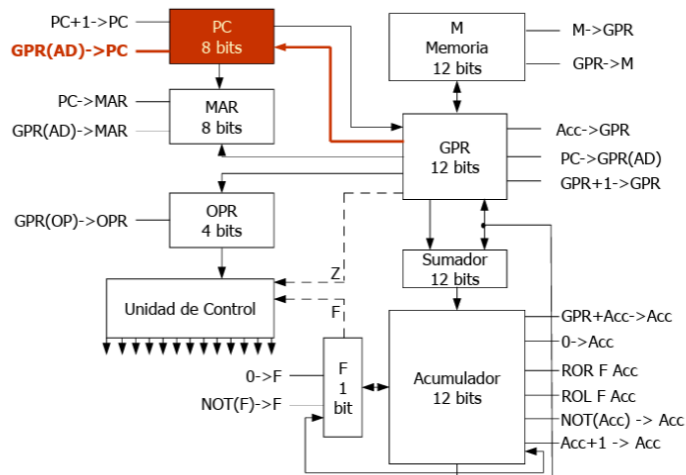 PC+1->PC
GPR(AD)->PC
PC
8 bits
M
Memoria
12 bits
M->GPR
GPR->M
PC->MAR
GPR(AD)->MAR
MAR
8 bits
GPR
12 bits
Acc->GPR
PC->GPR(AD)
GPR+1->GPR
GPR(OP)->OPR
OPR
4 bits
Z
Sumador
12 bits
Unidad de Control
F
0->F
NOT(F)->F
F
1
bit
Acumulador
12 bits
GPR+Acc->Acc
0->Acc
ROR F Acc
ROL F Acc
NOT(Acc) -> Acc
Acc+1 -> Acc